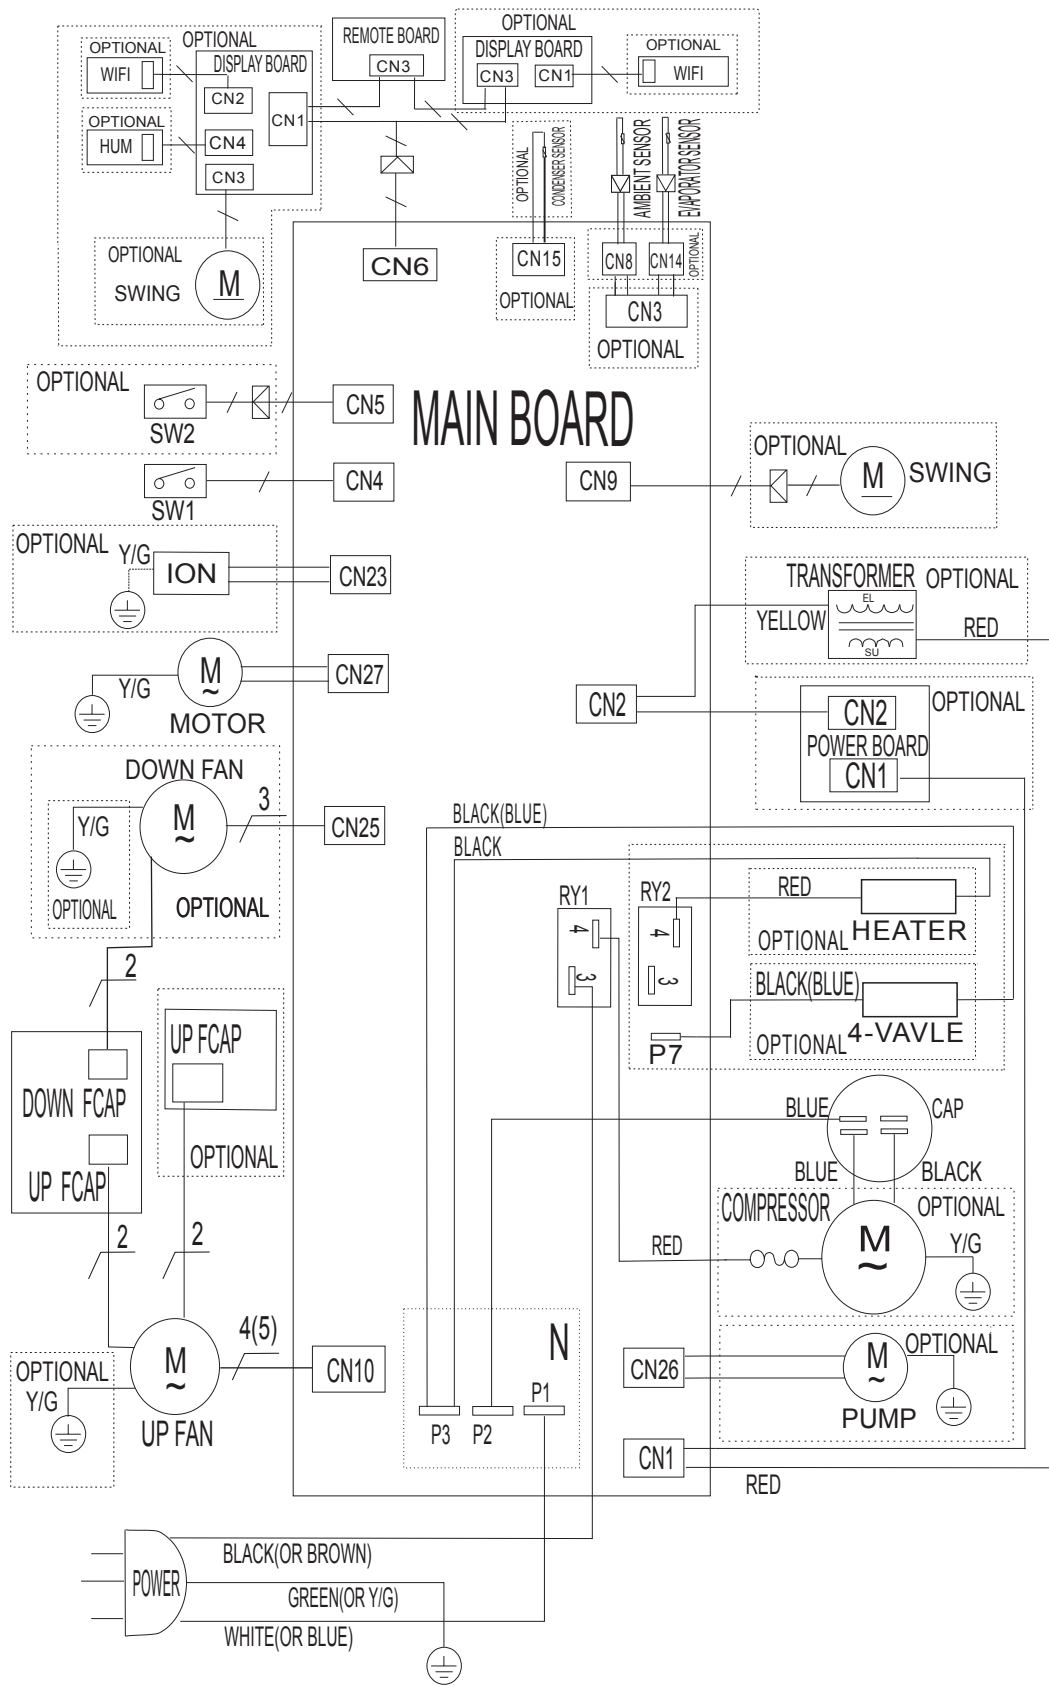 OPTIONAL
WIFI
OPTIONAL
DISPLAY BOARD
CN2
CN1
OPTIONAL
HUM
CN4
CN3
OPTIONAL
SWING
M
REMOTE BOARD
CN3
OPTIONAL
DISPLAY BOARD
CN3
CN1
OPTIONAL
WIFI
CN6
OPTIONAL
CONDENSER SENSOR
CN15
OPTIONAL
AMBIENT SENSOR
EVAPORATOR SENSOR
CN8
CN14
OPTIONAL
CN3
OPTIONAL
OPTIONAL
SW2
CN5
MAIN BOARD
SW1
CN4
CN9
OPTIONAL
M
SWING
OPTIONAL
Y/G
ION
CN23
TRANSFORMER
OPTIONAL
EL
YELLOW
SU
RED
Y/G
M
~
MOTOR
CN27
CN2
OPTIONAL
CN2
POWER BOARD
CN1
DOWN FAN
Y/G
M
~
3
CN25
OPTIONAL
OPTIONAL
BLACK(BLUE)
BLACK
RY1
4
3
RY2
4
3
RED
HEATER
OPTIONAL
BLACK(BLUE)
4-VAVLE
OPTIONAL
P7
2
UP FCAP
DOWN FCAP
UP FCAP
OPTIONAL
BLUE
CAP
BLUE
BLACK
COMPRESSOR
OPTIONAL
RED
M
~
Y/G
2
2
4(5)
OPTIONAL
Y/G
M
~
UP FAN
CN10
N
P1
P3
P2
CN26
M
~
OPTIONAL
PUMP
CN1
RED
POWER
BLACK(OR BROWN)
GREEN(OR Y/G)
WHITE(OR BLUE)